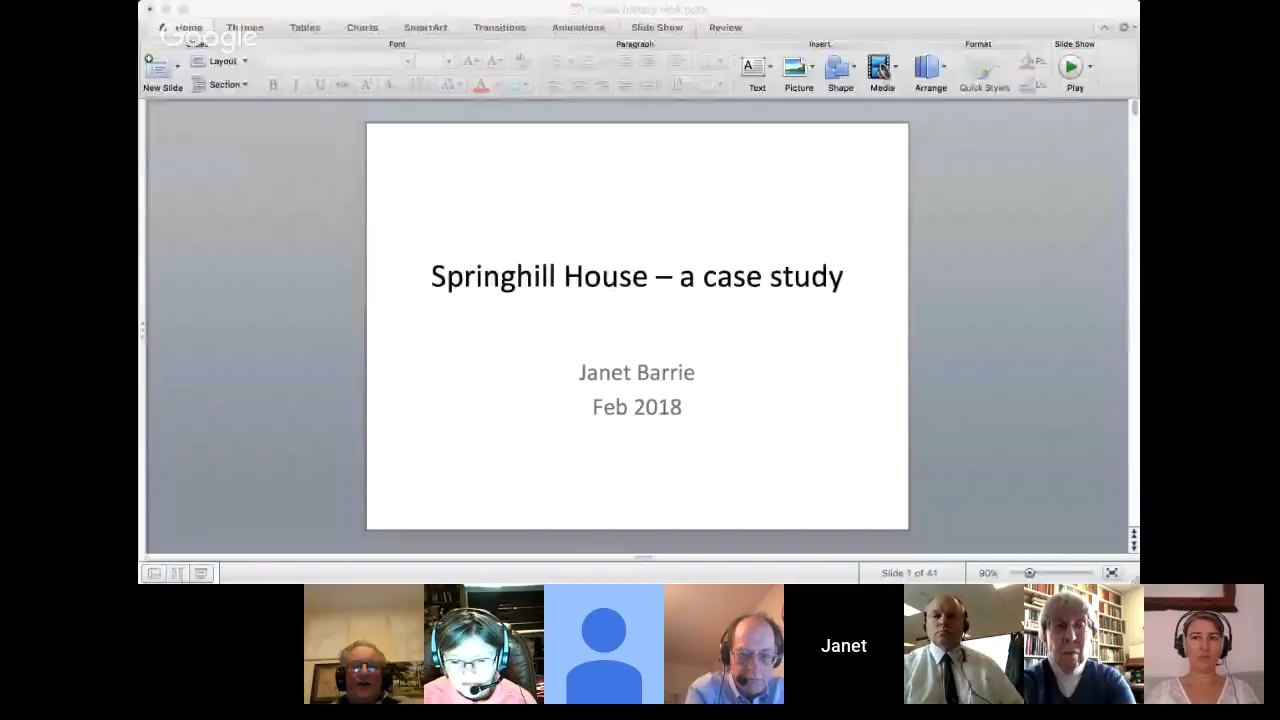 Google
Home Themes Tables Charts SmartArt Transitions Animations Slide Show Review
Slides Font Paragraph Insert Format Slide Show
Layout
Section
New Slide Text Picture Shape Media Arrange Quick Styles Play
Springhill House – a case study
Janet Barrie
Feb 2018
Slide 1 of 41 90%
Janet